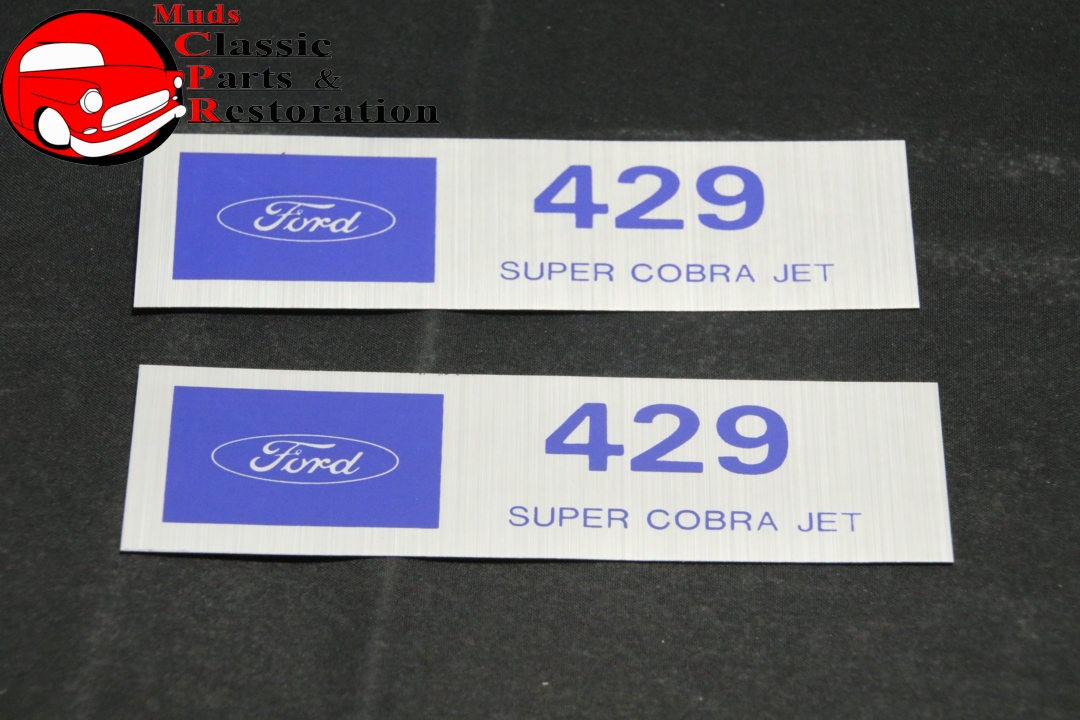 Muds
Classic
Parts &
Restoration
Ford
429
SUPER COBRA JET
Ford
429
SUPER COBRA JET